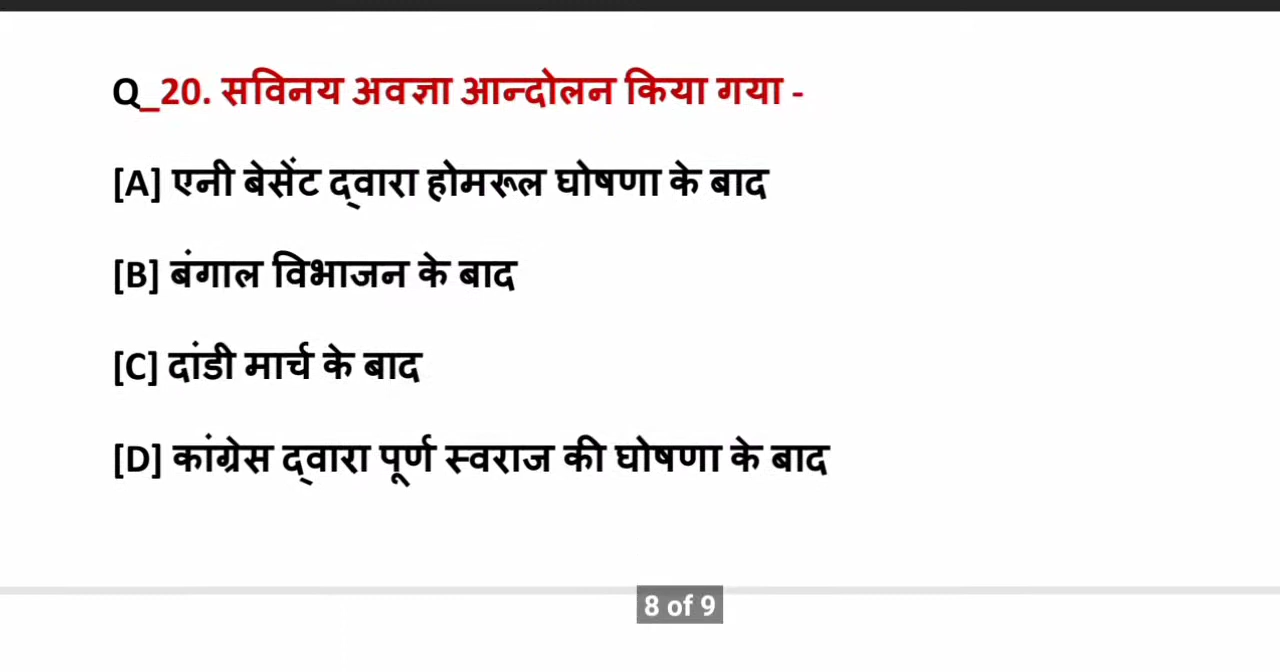 Q_20. सविनय अवज्ञा आन्दोलन किया गया -
[A] एनी बेसेंट द्वारा होमरूल घोषणा के बाद
[B] बंगाल विभाजन के बाद
[C] दांडी मार्च के बाद
[D] कांग्रेस द्वारा पूर्ण स्वराज की घोषणा के बाद
8 of 9